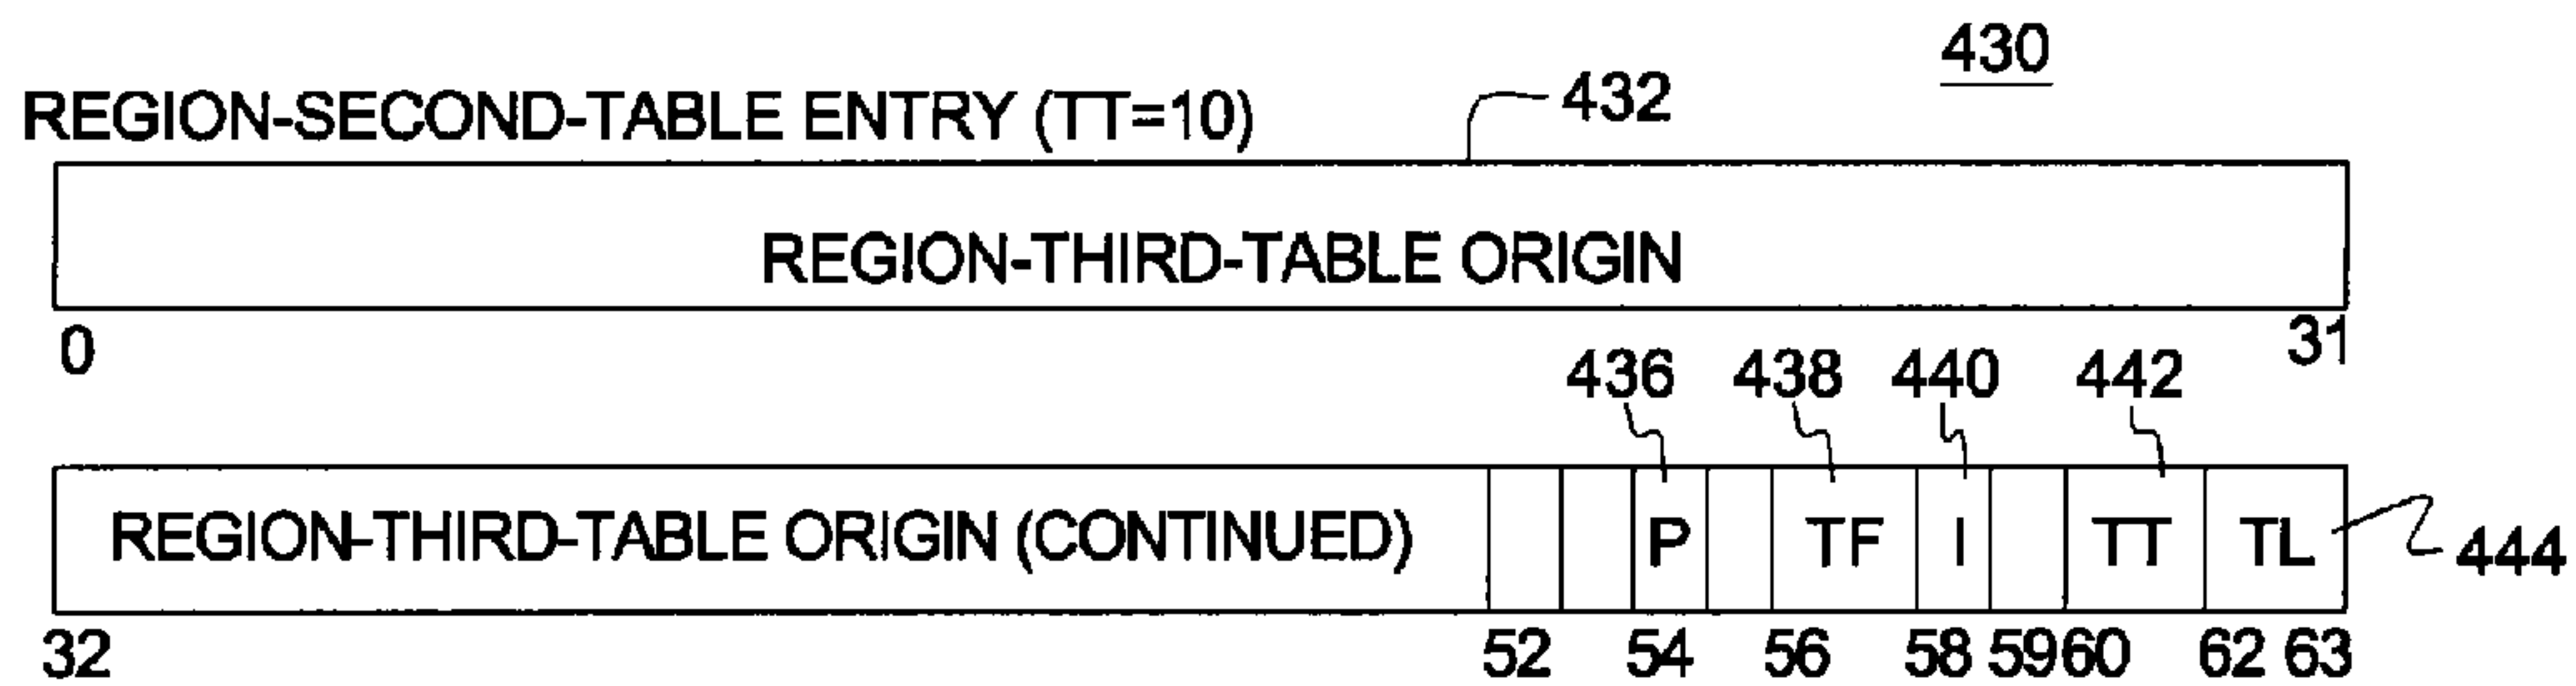 430
REGION-SECOND-TABLE ENTRY (TT=10)
432
REGION-THIRD-TABLE ORIGIN
0 31
436 438 440 442
REGION-THIRD-TABLE ORIGIN (CONTINUED) P TF I TT TL
444
32 52 54 56 58 59 60 62 63